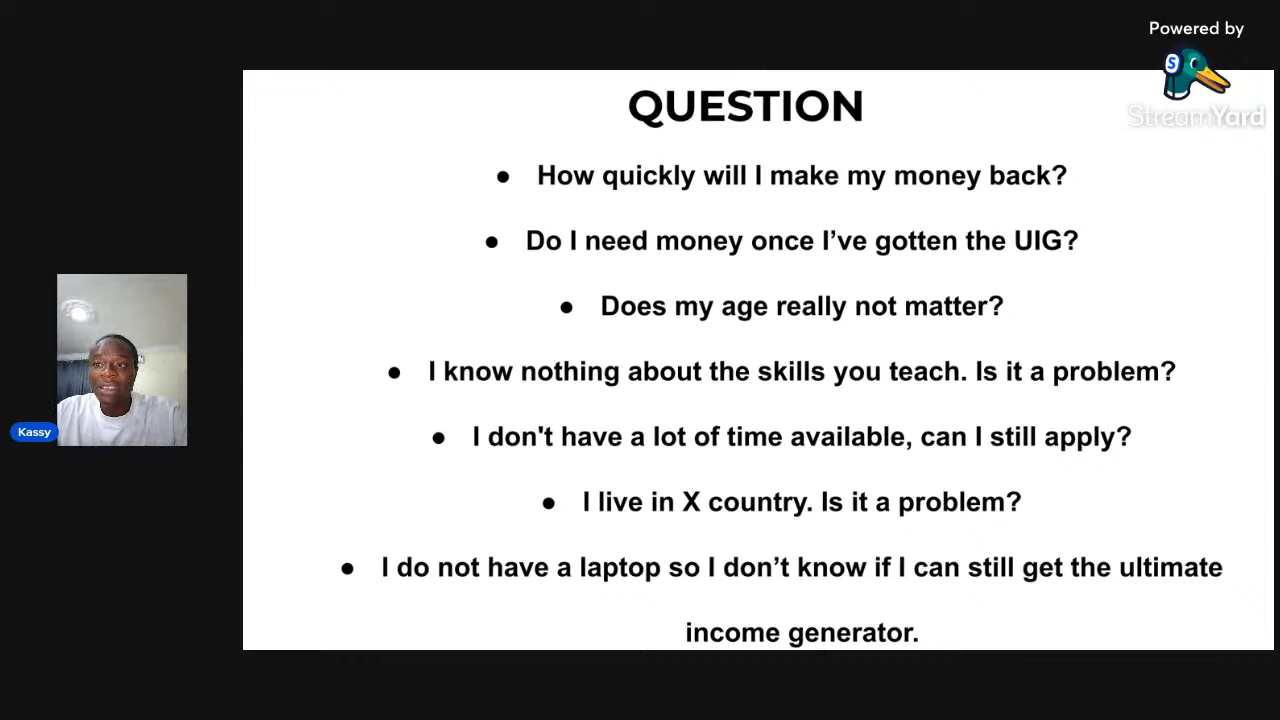 Powered by
S
StreamYard
QUESTION
● How quickly will I make my money back?
● Do I need money once I’ve gotten the UIG?
● Does my age really not matter?
● I know nothing about the skills you teach. Is it a problem?
● I don't have a lot of time available, can I still apply?
● I live in X country. Is it a problem?
● I do not have a laptop so I don’t know if I can still get the ultimate
income generator.
Kassy